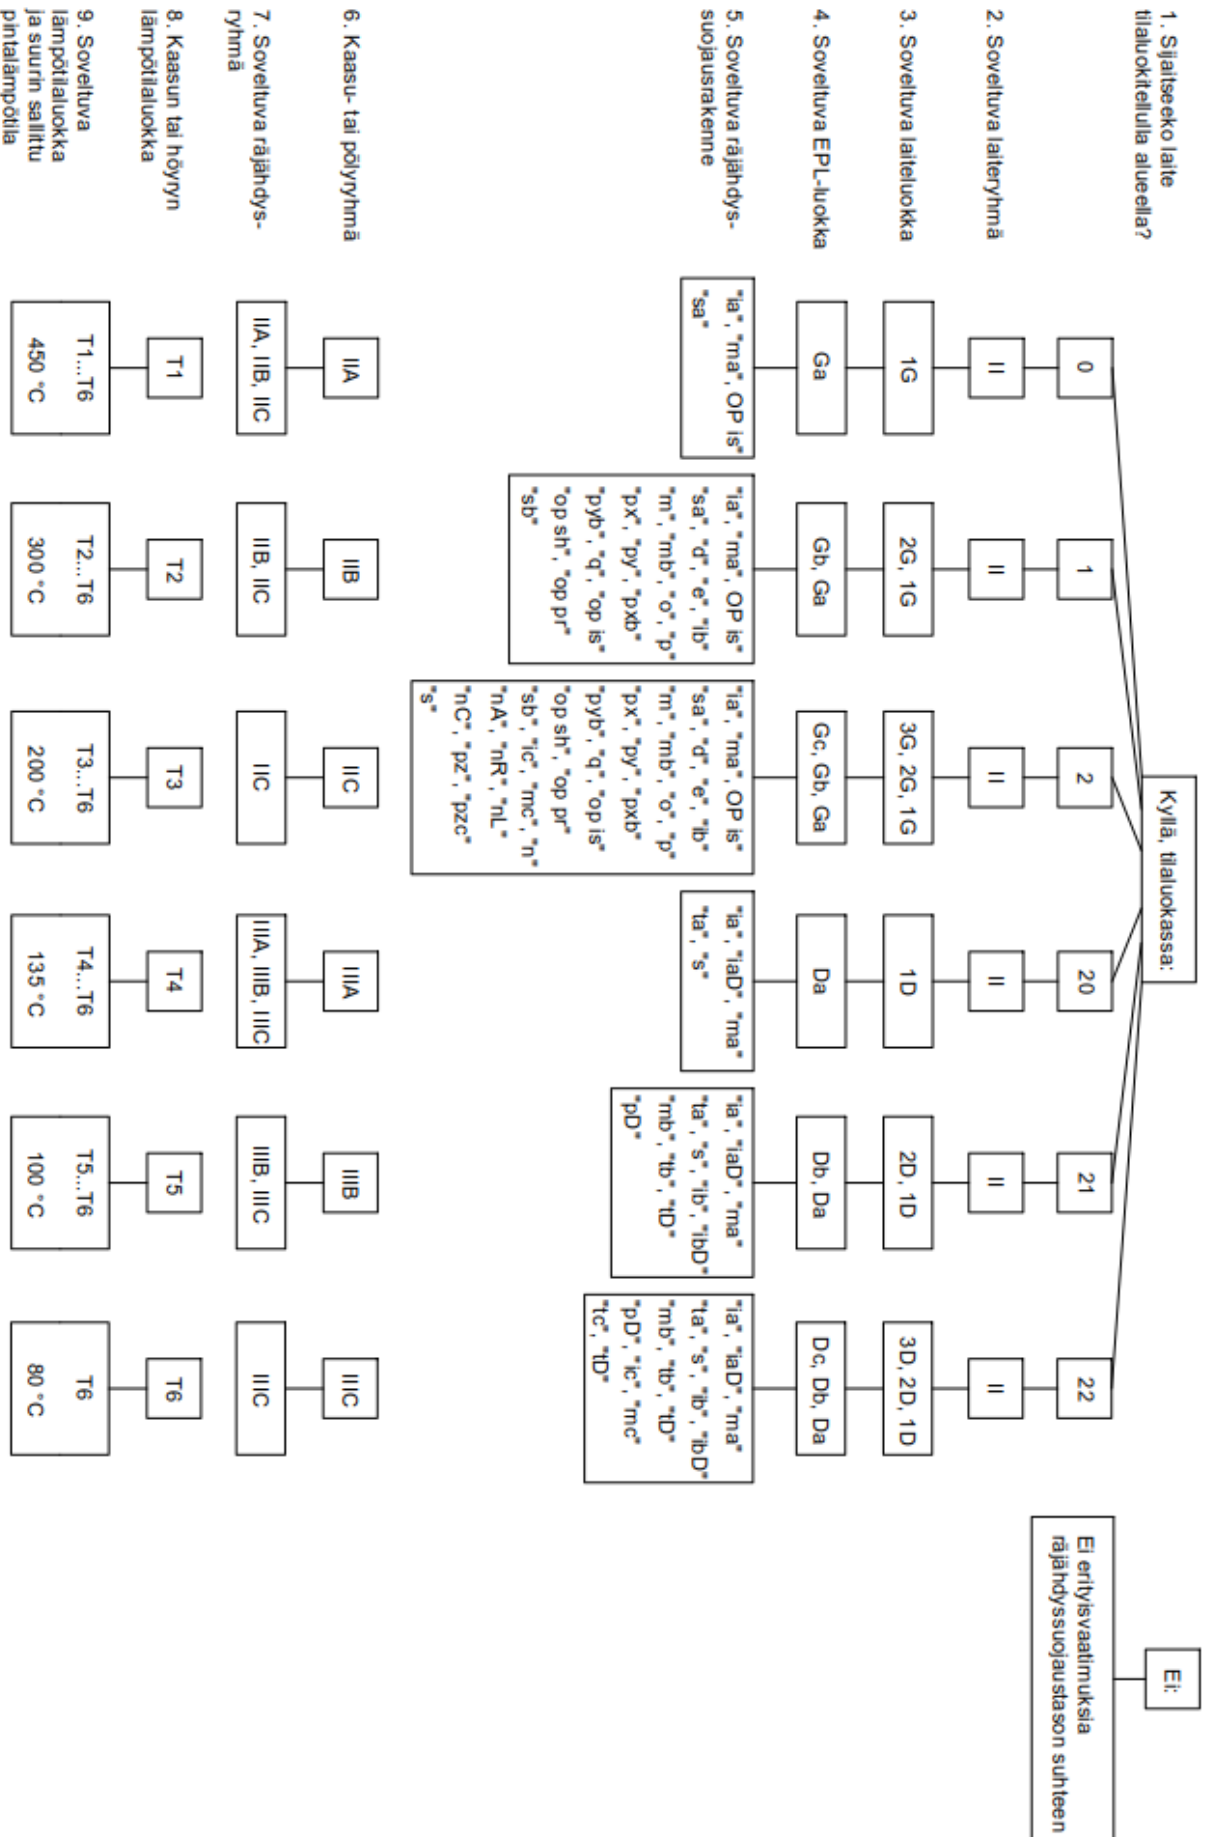 1. Sijaitseeko laite
tilaluokitellulla alueella?
Kyllä, tilaluokassa:
Ei:
0
1
2
20
21
22
Ei erityisvaatimuksia
räjähdyssuojaustason suhteen
2. Soveltuva laiteryhmä
II
II
II
II
II
II
3. Soveltuva laiteluokka
1G
2G, 1G
3G, 2G, 1G
1D
2D, 1D
3D, 2D, 1D
4. Soveltuva EPL-luokka
Ga
Gb, Ga
Gc, Gb, Ga
Da
Db, Da
Dc, Db, Da
5. Soveltuva räjähdys-
suojausrakenne
"ia", "ma", OP is"
"sa"
"ia", "ma", OP is"
"sa", "d", "e", "ib"
"m", "mb", "o", "p"
"px", "py", "pxb"
"pyb", "q", "op is"
"op sh", "op pr"
"sb"
"ia", "ma", OP is"
"sa", "d", "e", "ib"
"m", "mb", "o", "p"
"px", "py", "pxb"
"pyb", "q", "op is"
"op sh", "op pr"
"sb", "ic", "mc", "n"
"nA", "nR", "nL"
"nC", "pz", "pzc"
"s"
"ia", "iaD", "ma"
"ta", "s"
"ia", "iaD", "ma"
"ta", "s", "ib", "ibD"
"mb", "tb", "tD"
"pD"
"ia", "iaD", "ma"
"ta", "s", "ib", "ibD"
"mb", "tb", "tD"
"pD", "ic", "mc"
"tc", "tD"
6. Kaasu- tai pölyryhmä
IIA
IIB
IIC
IIIA
IIIB
IIIC
7. Soveltuva räjähdys-
ryhmä
IIA, IIB, IIC
IIB, IIC
IIC
IIIA, IIIB, IIIC
IIIB, IIIC
IIIC
8. Kaasun tai höyryn
lämpötilaluokka
T1
T2
T3
T4
T5
T6
9. Soveltuva
lämpötilaluokka
ja suurin sallittu
pintalämpötila
T1...T6
450 °C
T2...T6
300 °C
T3...T6
200 °C
T4...T6
135 °C
T5...T6
100 °C
T6
80 °C